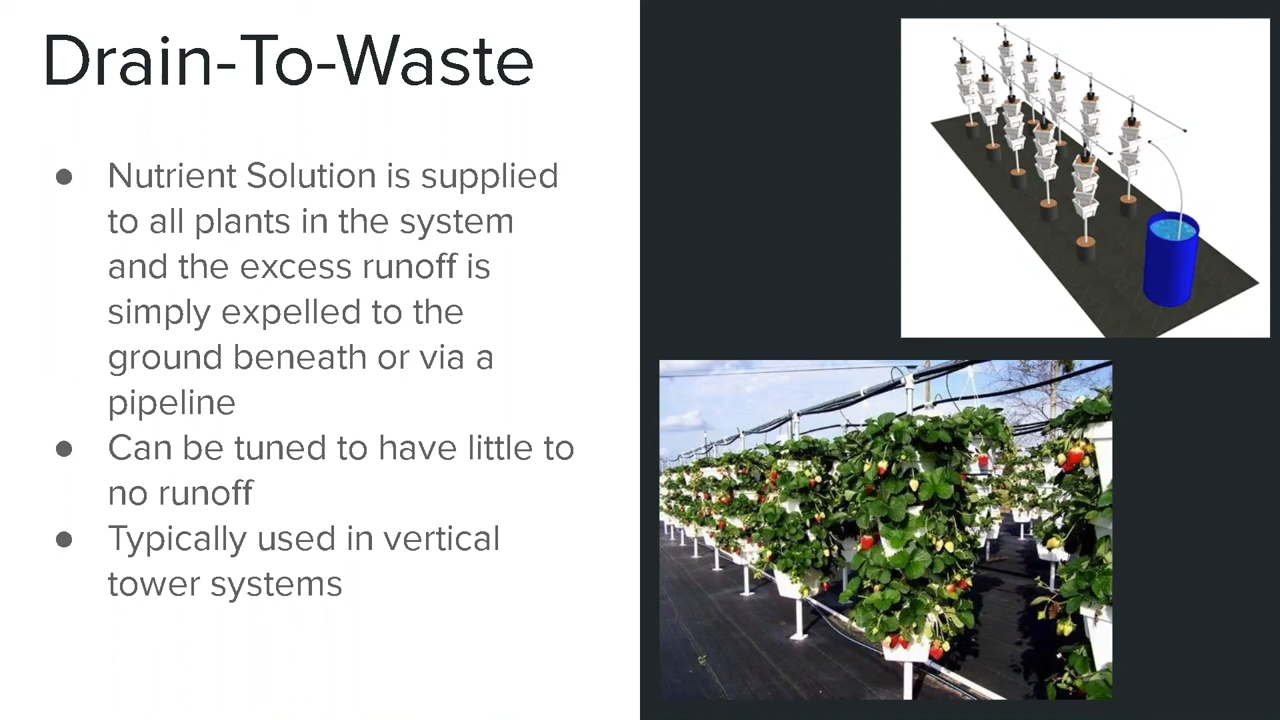 Drain-To-Waste
● Nutrient Solution is supplied
to all plants in the system
and the excess runoff is
simply expelled to the
ground beneath or via a
pipeline
● Can be tuned to have little to
no runoff
● Typically used in vertical
tower systems